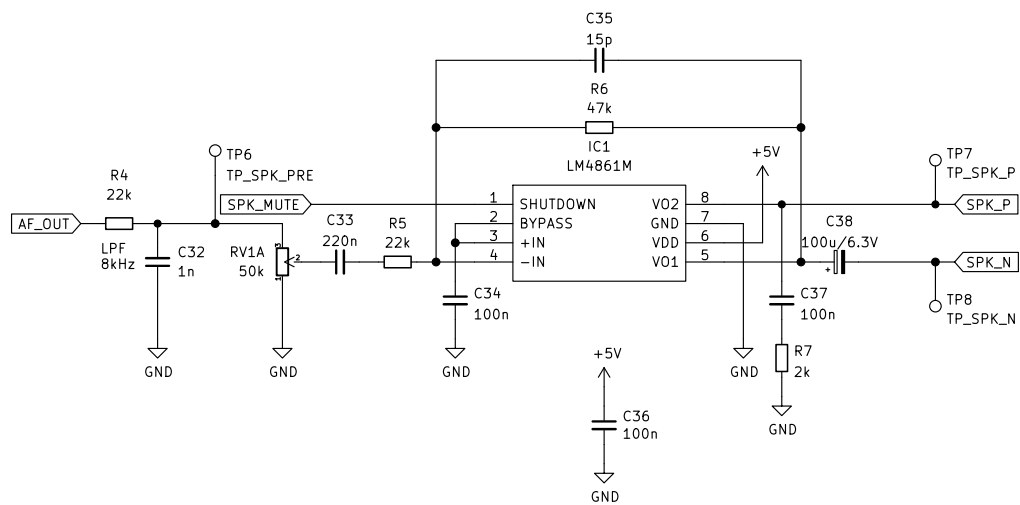 C35
15p
R6
47k
IC1
LM4861M
+5V
TP6
TP_SPK_PRE
TP7
TP_SPK_P
R4
22k
SPK_MUTE
1
SHUTDOWN
VO2
8
SPK_P
AF_OUT
2
BYPASS
GND
7
C33
220n
R5
22k
3
+IN
VDD
6
C38
100u/6.3V
LPF
8kHz
C32
1n
RV1A
50k
3
2
1
4
-IN
VO1
5
+
SPK_N
C34
100n
C37
100n
TP8
TP_SPK_N
GND
GND
GND
GND
R7
2k
+5V
GND
C36
100n
GND